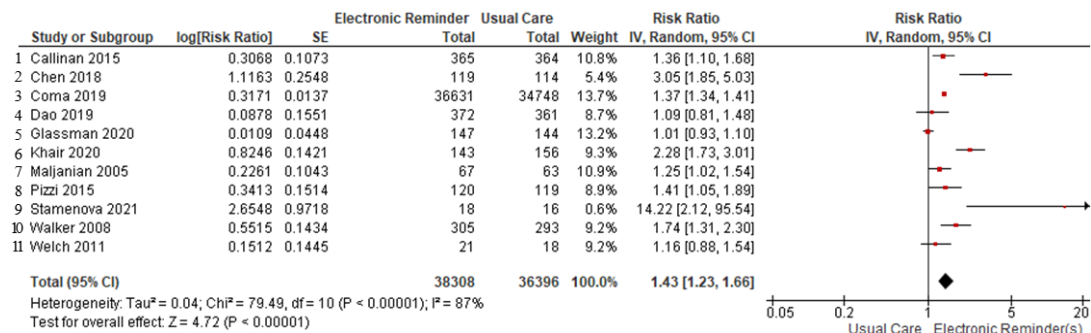 Electronic Reminder Usual Care Risk Ratio Risk Ratio
Study or Subgroup log[Risk Ratio] SE Total Total Weight IV, Random, 95% CI IV, Random, 95% CI
1 Callinan 2015 0.3068 0.1073 365 364 10.8% 1.36 [1.10, 1.68]
2 Chen 2018 1.1163 0.2548 119 114 5.4% 3.05 [1.85, 5.03]
3 Coma 2019 0.3171 0.0137 36631 34748 13.7% 1.37 [1.34, 1.41]
4 Dao 2019 0.0878 0.1551 372 361 8.7% 1.09 [0.81, 1.48]
5 Glassman 2020 0.0109 0.0448 147 144 13.2% 1.01 [0.93, 1.10]
6 Khair 2020 0.8246 0.1421 143 156 9.3% 2.28 [1.73, 3.01]
7 Maljanian 2005 0.2261 0.1043 67 63 10.9% 1.25 [1.02, 1.54]
8 Pizzi 2015 0.3413 0.1514 120 119 8.9% 1.41 [1.05, 1.89]
9 Stamenova 2021 2.6548 0.9718 18 16 0.6% 14.22 [2.12, 95.54]
10 Walker 2008 0.5515 0.1434 305 293 9.2% 1.74 [1.31, 2.30]
11 Welch 2011 0.1512 0.1445 21 18 9.2% 1.16 [0.88, 1.54]
Total (95% CI) 38308 36396 100.0% 1.43 [1.23, 1.66]
Heterogeneity: Tau² = 0.04; Chi² = 79.49, df = 10 (P < 0.00001); I² = 87%
Test for overall effect: Z = 4.72 (P < 0.00001)
0.05 0.2 1 5 20
Usual Care Electronic Reminder(s)